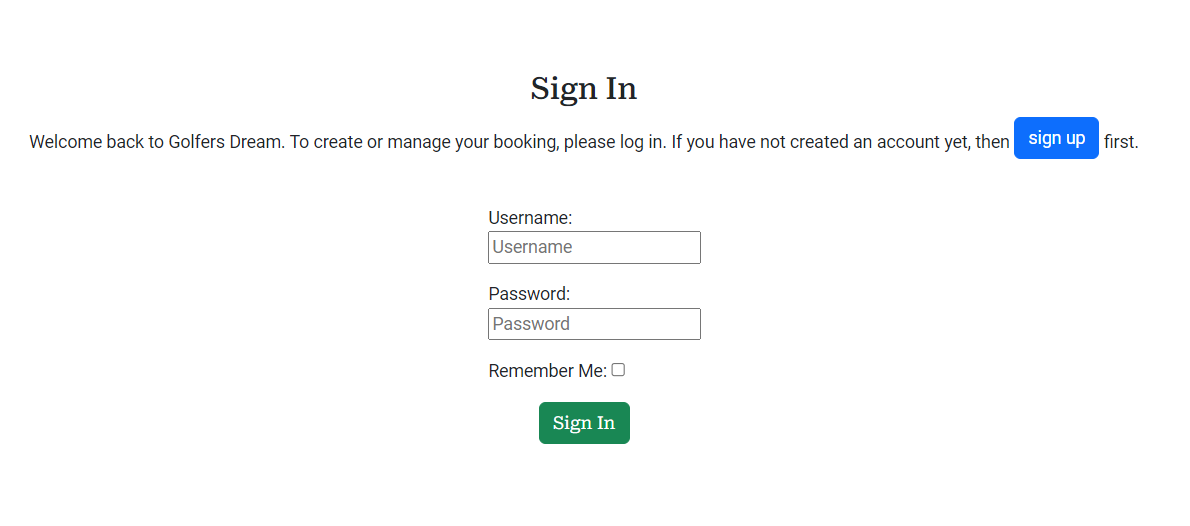 Sign In
Welcome back to Golfers Dream. To create or manage your booking, please log in. If you have not created an account yet, then sign up first.
Username:
Username
Password:
Password
Remember Me:
Sign In